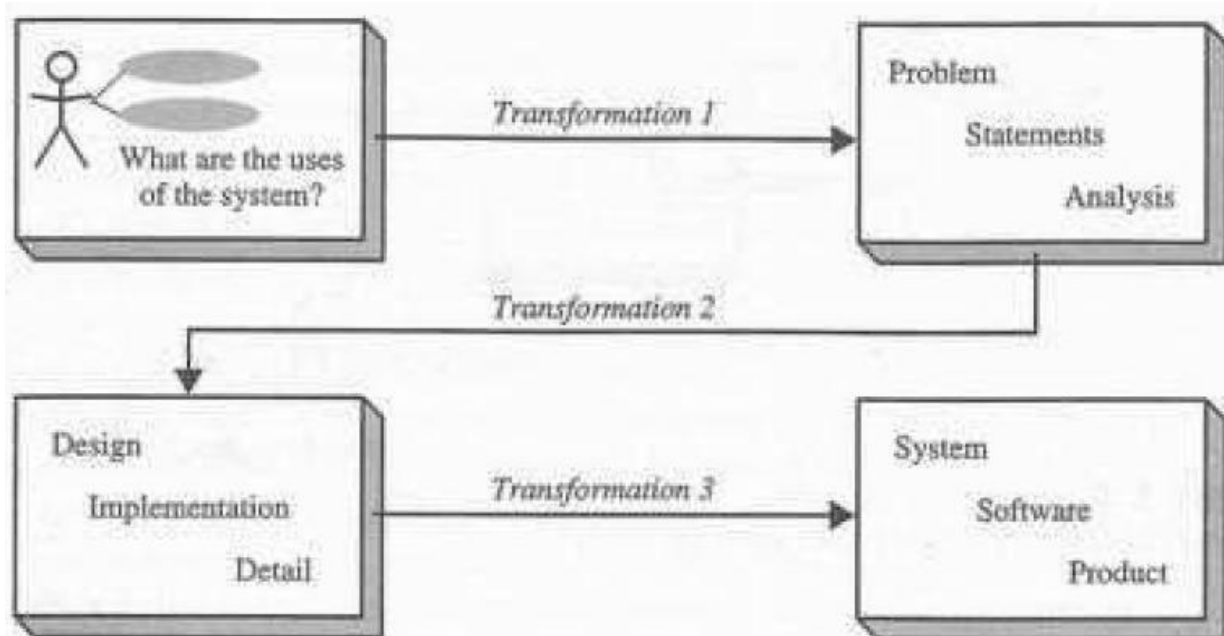 What are the uses
of the system?
Transformation 1
Problem
Statements
Analysis
Transformation 2
Design
Implementation
Detail
Transformation 3
System
Software
Product